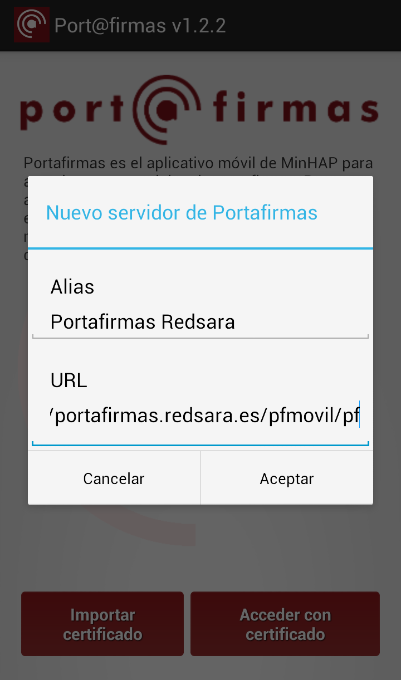 Port@firmas v1.2.2
port@firmas
Portafirmas es el aplicativo móvil de MinHAP para
Nuevo servidor de Portafirmas
Alias
Portafirmas Redsara
URL
/portafirmas.redsara.es/pfmovil/pf
Cancelar
Aceptar
Importar
certificado
Acceder con
certificado